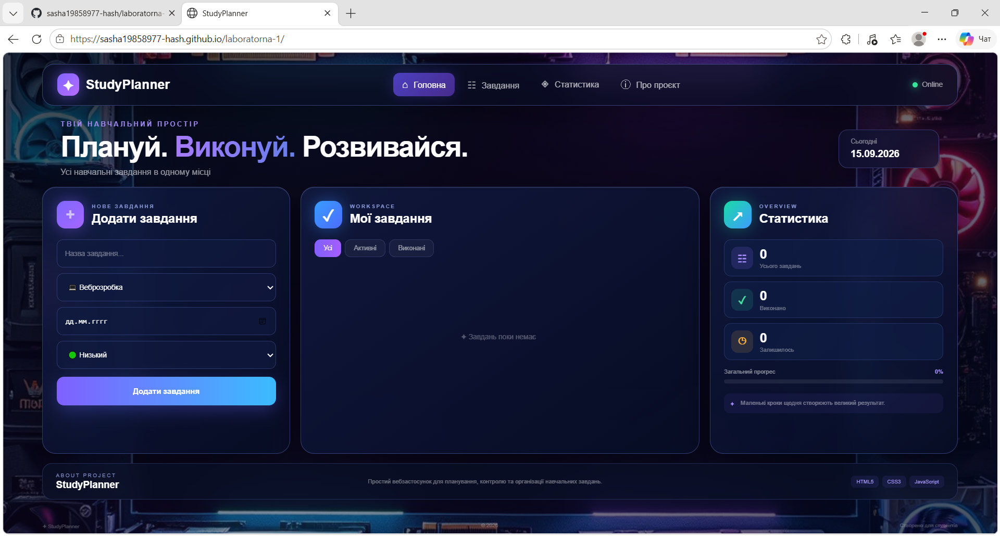 sasha19858977-hash/laboratorna-
StudyPlanner
https://sasha19858977-hash.github.io/laboratorna-1/
Чат
StudyPlanner
Головна
Завдання
Статистика
Про проєкт
Online
ТВІЙ НАВЧАЛЬНИЙ ПРОСТІР
Плануй. Виконуй. Розвивайся.
Усі навчальні завдання в одному місці
Сьогодні
15.09.2026
НОВЕ ЗАВДАННЯ
Додати завдання
Назва завдання...
Веброзробка
дд.мм.гггг
Низький
Додати завдання
WORKSPACE
Мої завдання
Усі
Активні
Виконані
✦ Завдань поки немає
OVERVIEW
Статистика
0
Усього завдань
0
Виконано
0
Залишилось
Загальний прогрес
0%
✦ Маленькі кроки щодня створюють великий результат.
ABOUT PROJECT
StudyPlanner
Простий вебзастосунок для планування, контролю та організації навчальних завдань.
HTML5
CSS3
JavaScript
✦ StudyPlanner
© 2026
Створено для студентів